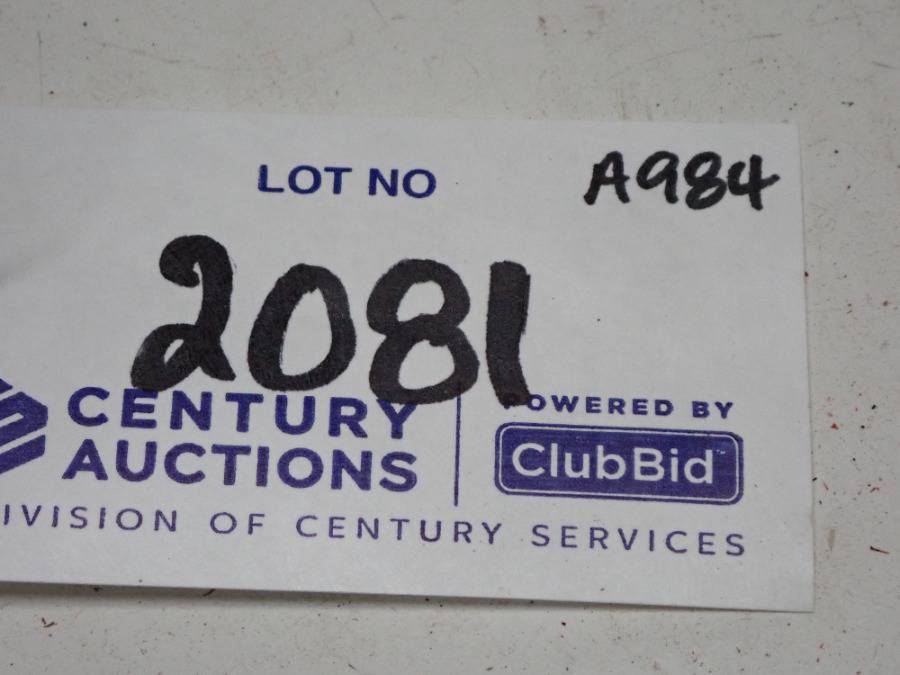 LOT NO
A984
2081
CENTURY
AUCTIONS
POWERED BY
ClubBid
IVISION OF CENTURY SERVICES